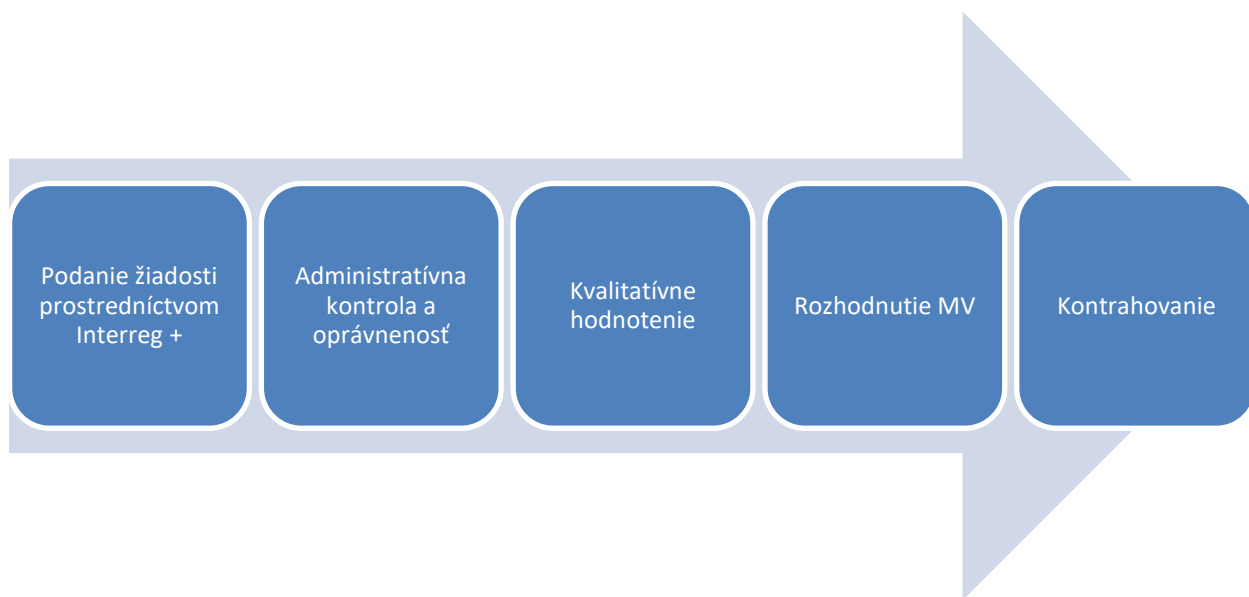 Podanie žiadosti
prostredníctvom
Interreg +
Administratívna
kontrola a
oprávnenosť
Kvalitatívne
hodnotenie
Rozhodnutie MV
Kontrahovanie